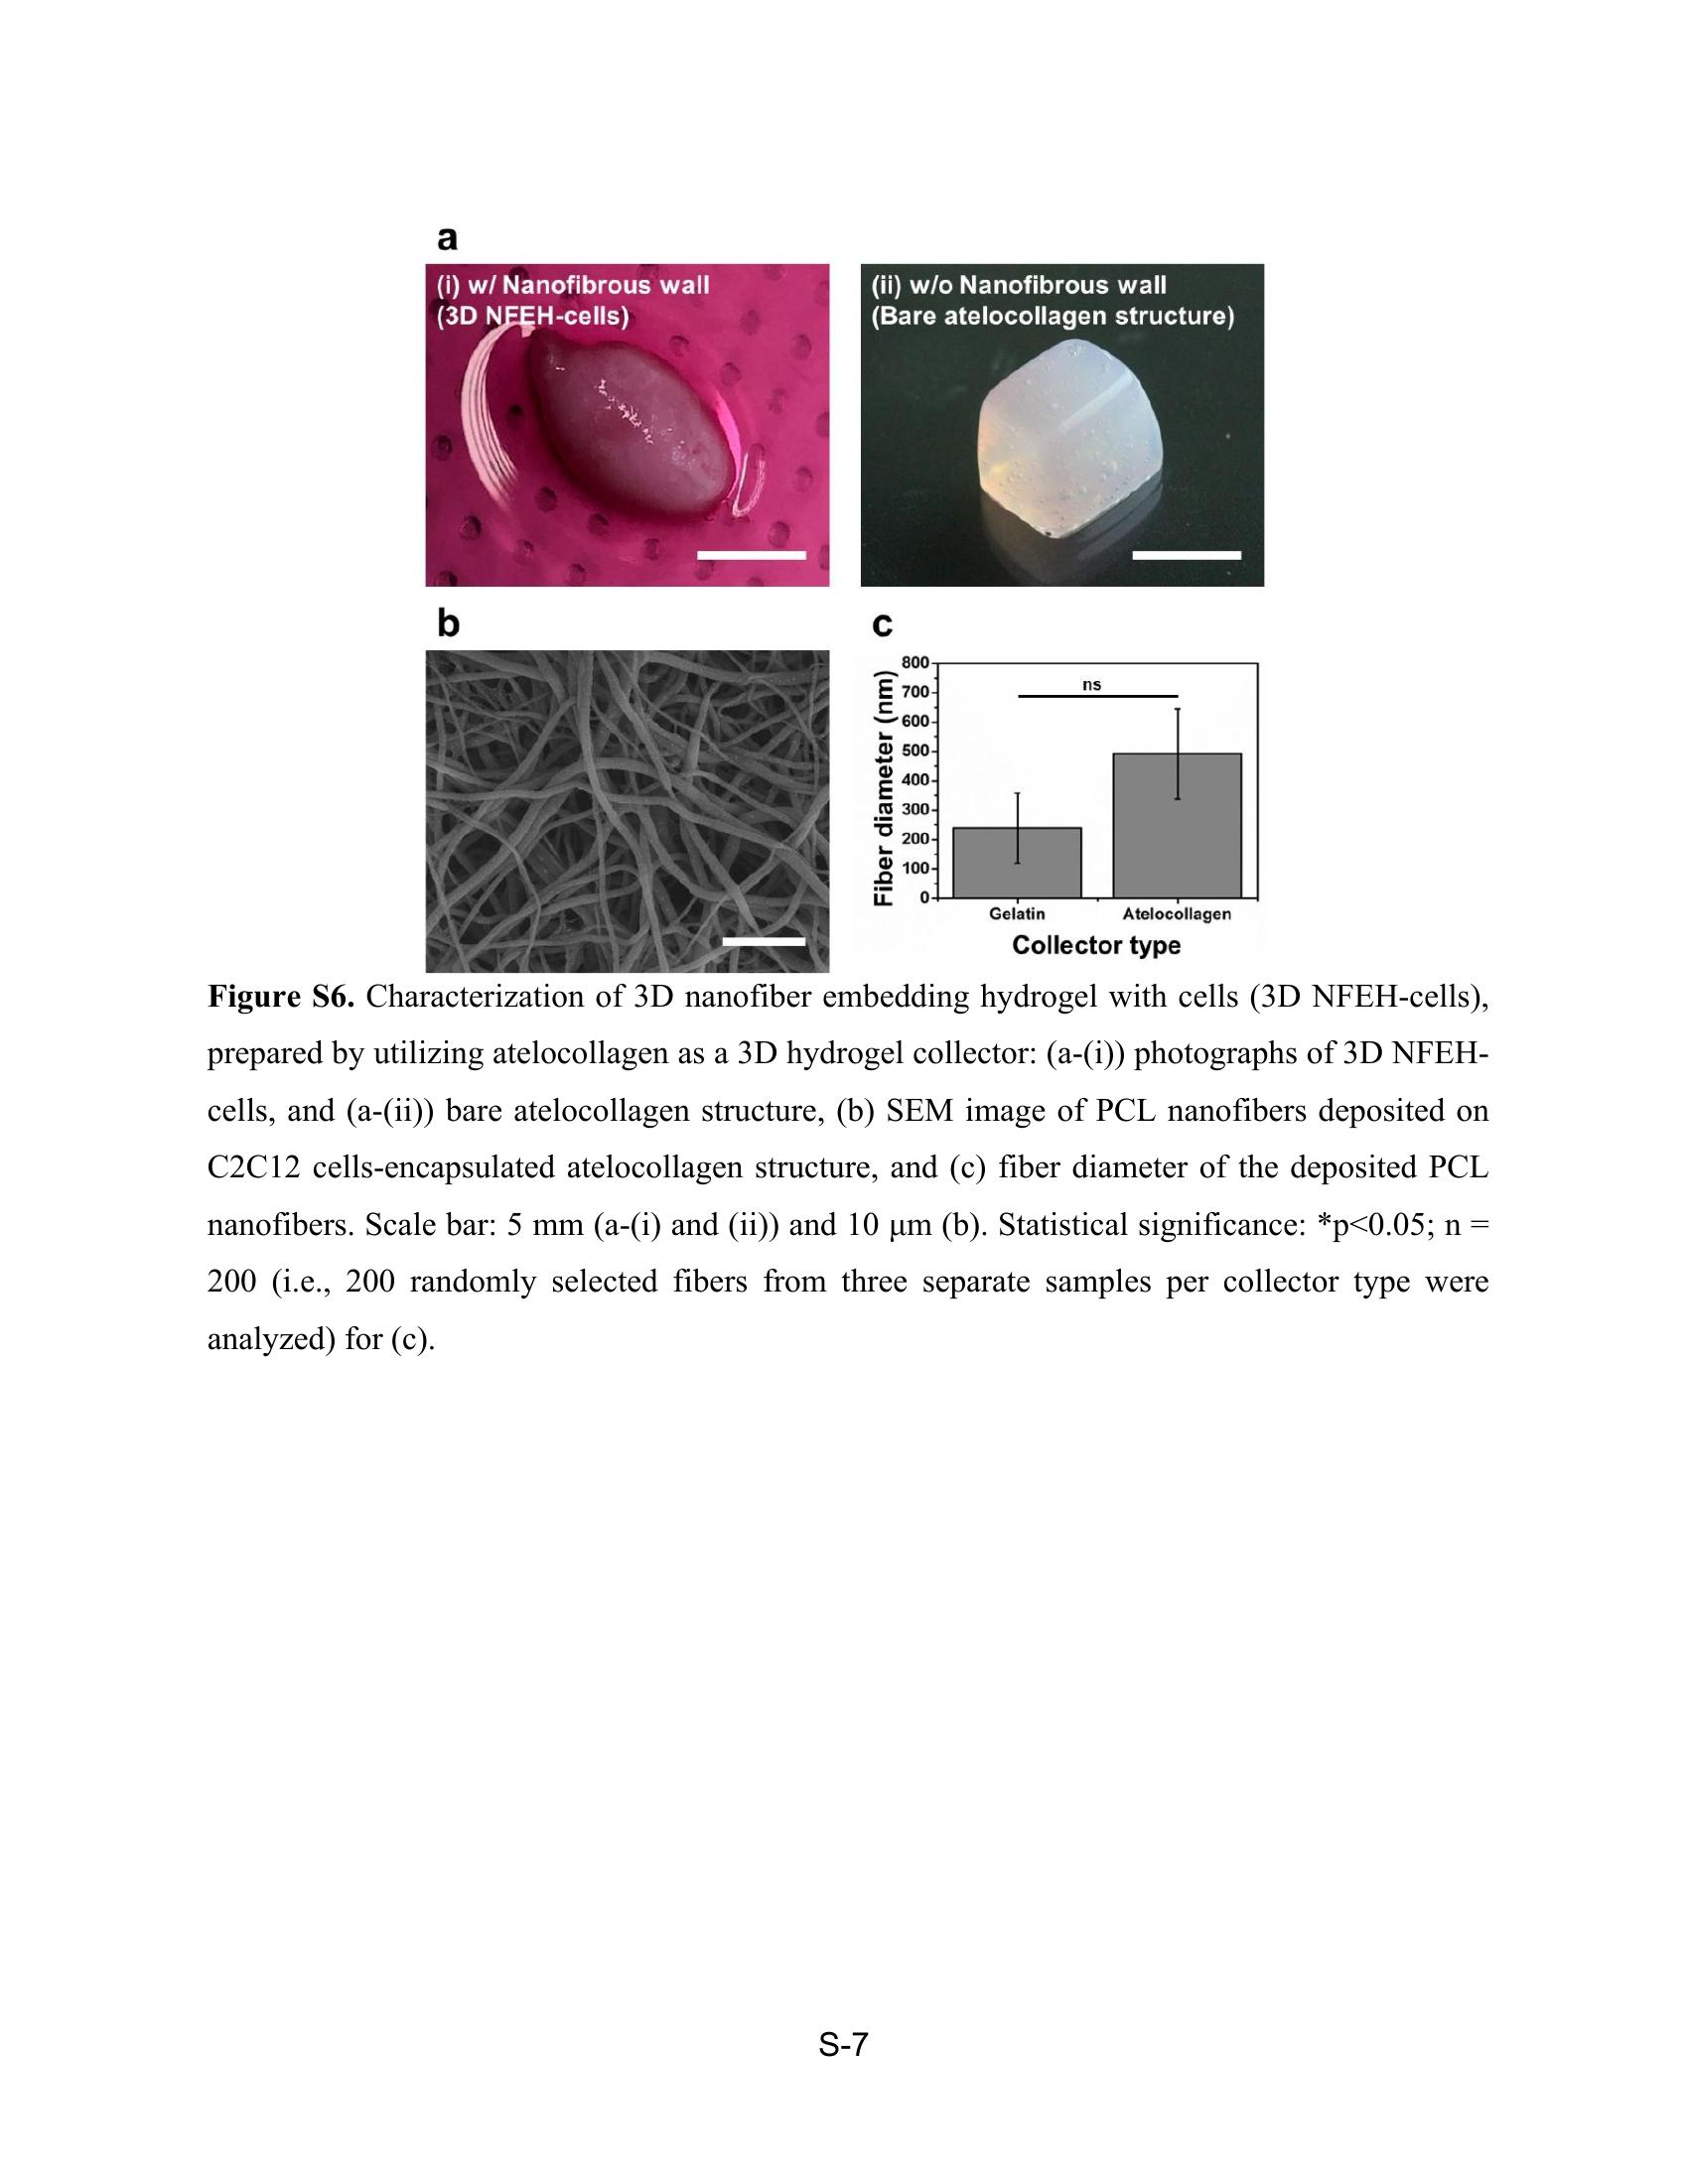 a
(i) w/ Nanofibrous wall
(3D NFEH-cells)
(ii) w/o Nanofibrous wall
(Bare atelocollagen structure)
b
c
Fiber diameter (nm)
800
700
600
500
400
300
200
100
0
ns
Gelatin
Atelocollagen
Collector type
Figure S6. Characterization of 3D nanofiber embedding hydrogel with cells (3D NFEH-cells),
prepared by utilizing atelocollagen as a 3D hydrogel collector: (a-(i)) photographs of 3D NFEH-
cells, and (a-(ii)) bare atelocollagen structure, (b) SEM image of PCL nanofibers deposited on
C2C12 cells-encapsulated atelocollagen structure, and (c) fiber diameter of the deposited PCL
nanofibers. Scale bar: 5 mm (a-(i) and (ii)) and 10 μm (b). Statistical significance: *p<0.05; n =
200 (i.e., 200 randomly selected fibers from three separate samples per collector type were
analyzed) for (c).
S-7